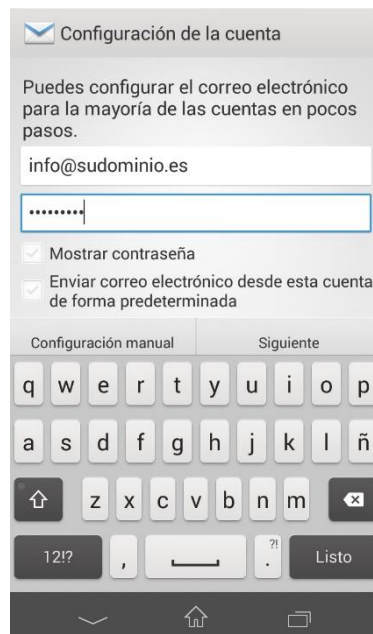 Configuración de la cuenta
Puedes configurar el correo electrónico
para la mayoría de las cuentas en pocos
pasos.
info@sudominio.es
•••••••••
Mostrar contraseña
Enviar correo electrónico desde esta cuenta
de forma predeterminada
Configuración manual Siguiente
q w e r t y u i o p
a s d f g h j k l ñ
z x c v b n m
12!? , . ?! Listo